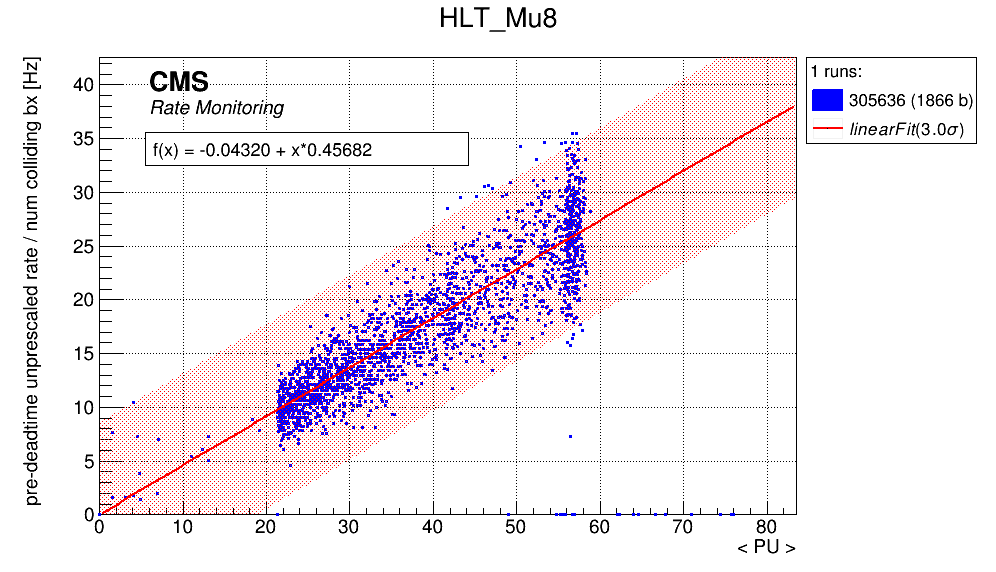 HLT_Mu8
pre-deadtime unprescaled rate / num colliding bx [Hz]
40
35
30
25
20
15
10
5
0
CMS
Rate Monitoring
f(x) = -0.04320 + x*0.45682
1 runs:
305636 (1866 b)
linearFit(3.0σ)
0 10 20 30 40 50 60 70 80
< PU >